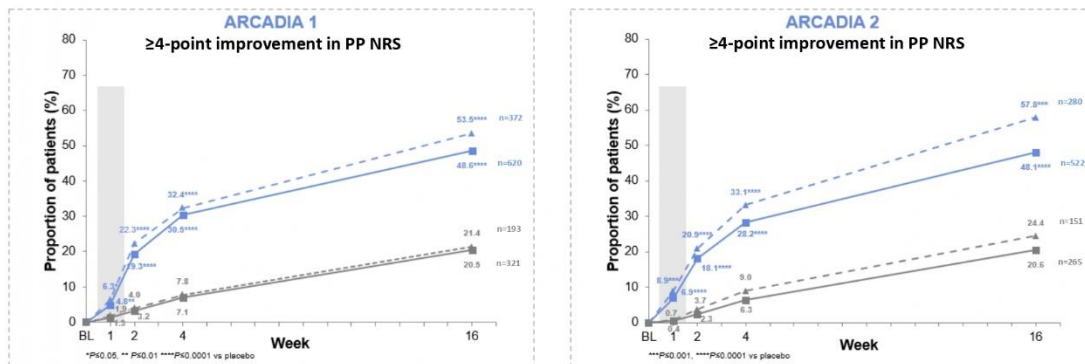 ARCADIA 1
≥4-point improvement in PP NRS
Proportion of patients (%)
80
70
60
50
40
30
20
10
0
53.5****
n=372
48.6****
n=620
32.4****
30.5****
22.3****
19.3****
21.4
n=193
20.5
n=321
6.3*
4.8**
4.0
3.2
7.8
7.1
1.9
BL
1
2
4
16
Week
*P≤0.05, ** P≤0.01 ****P≤0.0001 vs placebo
ARCADIA 2
≥4-point improvement in PP NRS
Proportion of patients (%)
80
70
60
50
40
30
20
10
0
57.8***
n=280
48.1****
n=522
33.1****
28.2****
20.9****
18.1****
24.4
n=151
20.6
n=265
8.9****
6.9****
3.7
2.3
9.0
6.3
0.7
0.4
BL
1
2
4
16
Week
***P≤0.001, ****P≤0.0001 vs placebo